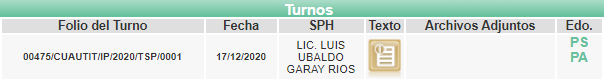 Turnos
Folio del Turno Fecha SPH Texto Archivos Adjuntos Edo.
00475/CUAUTIT/IP/2020/TSP/0001 17/12/2020 LIC. LUIS UBALDO GARAY RIOS PS PA